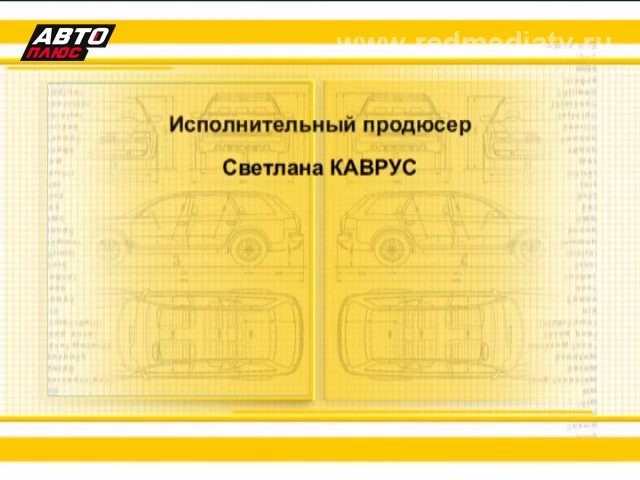 АВТО
ПЛЮС
www.redmediatv.ru
Исполнительный продюсер
Светлана КАВРУС